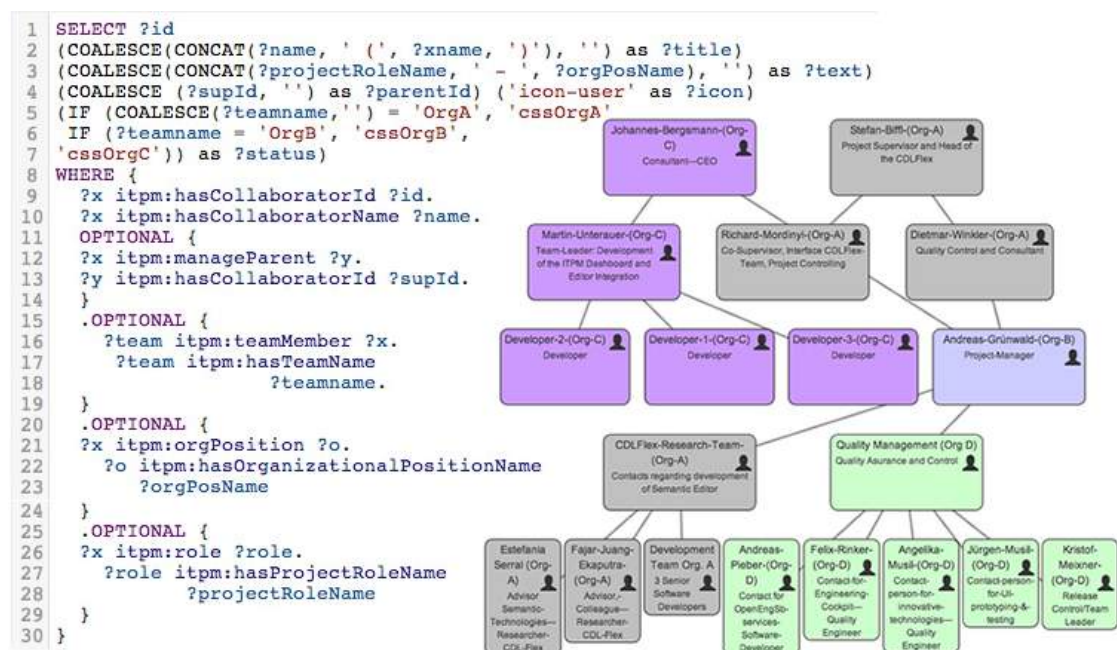 1 SELECT ?id
2 (COALESCE(CONCAT(?name, ' (', ?xname, ')'), '') as ?title)
3 (COALESCE(CONCAT(?projectRoleName, ' - ', ?orgPosName), '') as ?text)
4 (COALESCE (?supId, '') as ?parentId) ('icon-user' as ?icon)
5 (IF (COALESCE(?teamname,'') = 'OrgA', 'cssOrgA'
6 IF (?teamname = 'OrgB', 'cssOrgB',
7 'cssOrgC')) as ?status)
8 WHERE {
9 ?x itpm:hasCollaboratorId ?id.
10 ?x itpm:hasCollaboratorName ?name.
11 OPTIONAL {
12 ?x itpm:manageParent ?y.
13 ?y itpm:hasCollaboratorId ?supId.
14 }
15 .OPTIONAL {
16 ?team itpm:teamMember ?x.
17 ?team itpm:hasTeamName
18 ?teamname.
19 }
20 .OPTIONAL {
21 ?x itpm:orgPosition ?o.
22 ?o itpm:hasOrganizationalPositionName
23 ?orgPosName
24 }
25 .OPTIONAL {
26 ?x itpm:role ?role.
27 ?role itpm:hasProjectRoleName
28 ?projectRoleName
29 }
30 }
Johannes-Bergsmann-(Org-
C)
Consultant---CEO
Stefan-Biffl-(Org-A)
Project Supervisor and Head of
the CDLFlex
Martin-Unterauer-(Org-C)
Team-Leader: Development
of the ITPM Dashboard and
Editor Integration
Richard-Mordinyi-(Org-A)
Co-Supervisor, Interface CDLFlex-
Team, Project Controlling
Dietmar-Winkler-(Org-A)
Quality Control and Consultant
Developer-2-(Org-C)
Developer
Developer-1-(Org-C)
Developer
Developer-3-(Org-C)
Developer
Andreas-Grünwald-(Org-B)
Project-Manager
CDLFlex-Research-Team-
(Org-A)
Contacts regarding development
of Semantic Editor
Quality Management (Org D)
Quality Asurance and Control
Estefania
Serral (Org-
A)
Advisor
Semantic-
Technologies---
Researcher-
CDL-Flex
Fajar-Juang-
Ekaputra-
(Org-A)
Advisor,-
Colleague---
Researcher-
CDL-Flex
Development
Team Org. A
3 Senior
Software
Developers
Andreas-
Pieber-(Org-
D)
Contact for
OpenEngSb-
services-
Software-
Developer
Felix-Rinker-
(Org-D)
Contact-for-
Engineering-
Cockpit---
Quality
Engineer
Angelika-
Musil-(Org-D)
Contact-
person-for-
innovative-
technologies---
Quality
Engineer
Jürgen-Musil-
(Org-D)
Contact-person-
for-UI-
prototyping-&-
testing
Kristof-
Meixner-
(Org-D)
Release
Control/Team
Leader